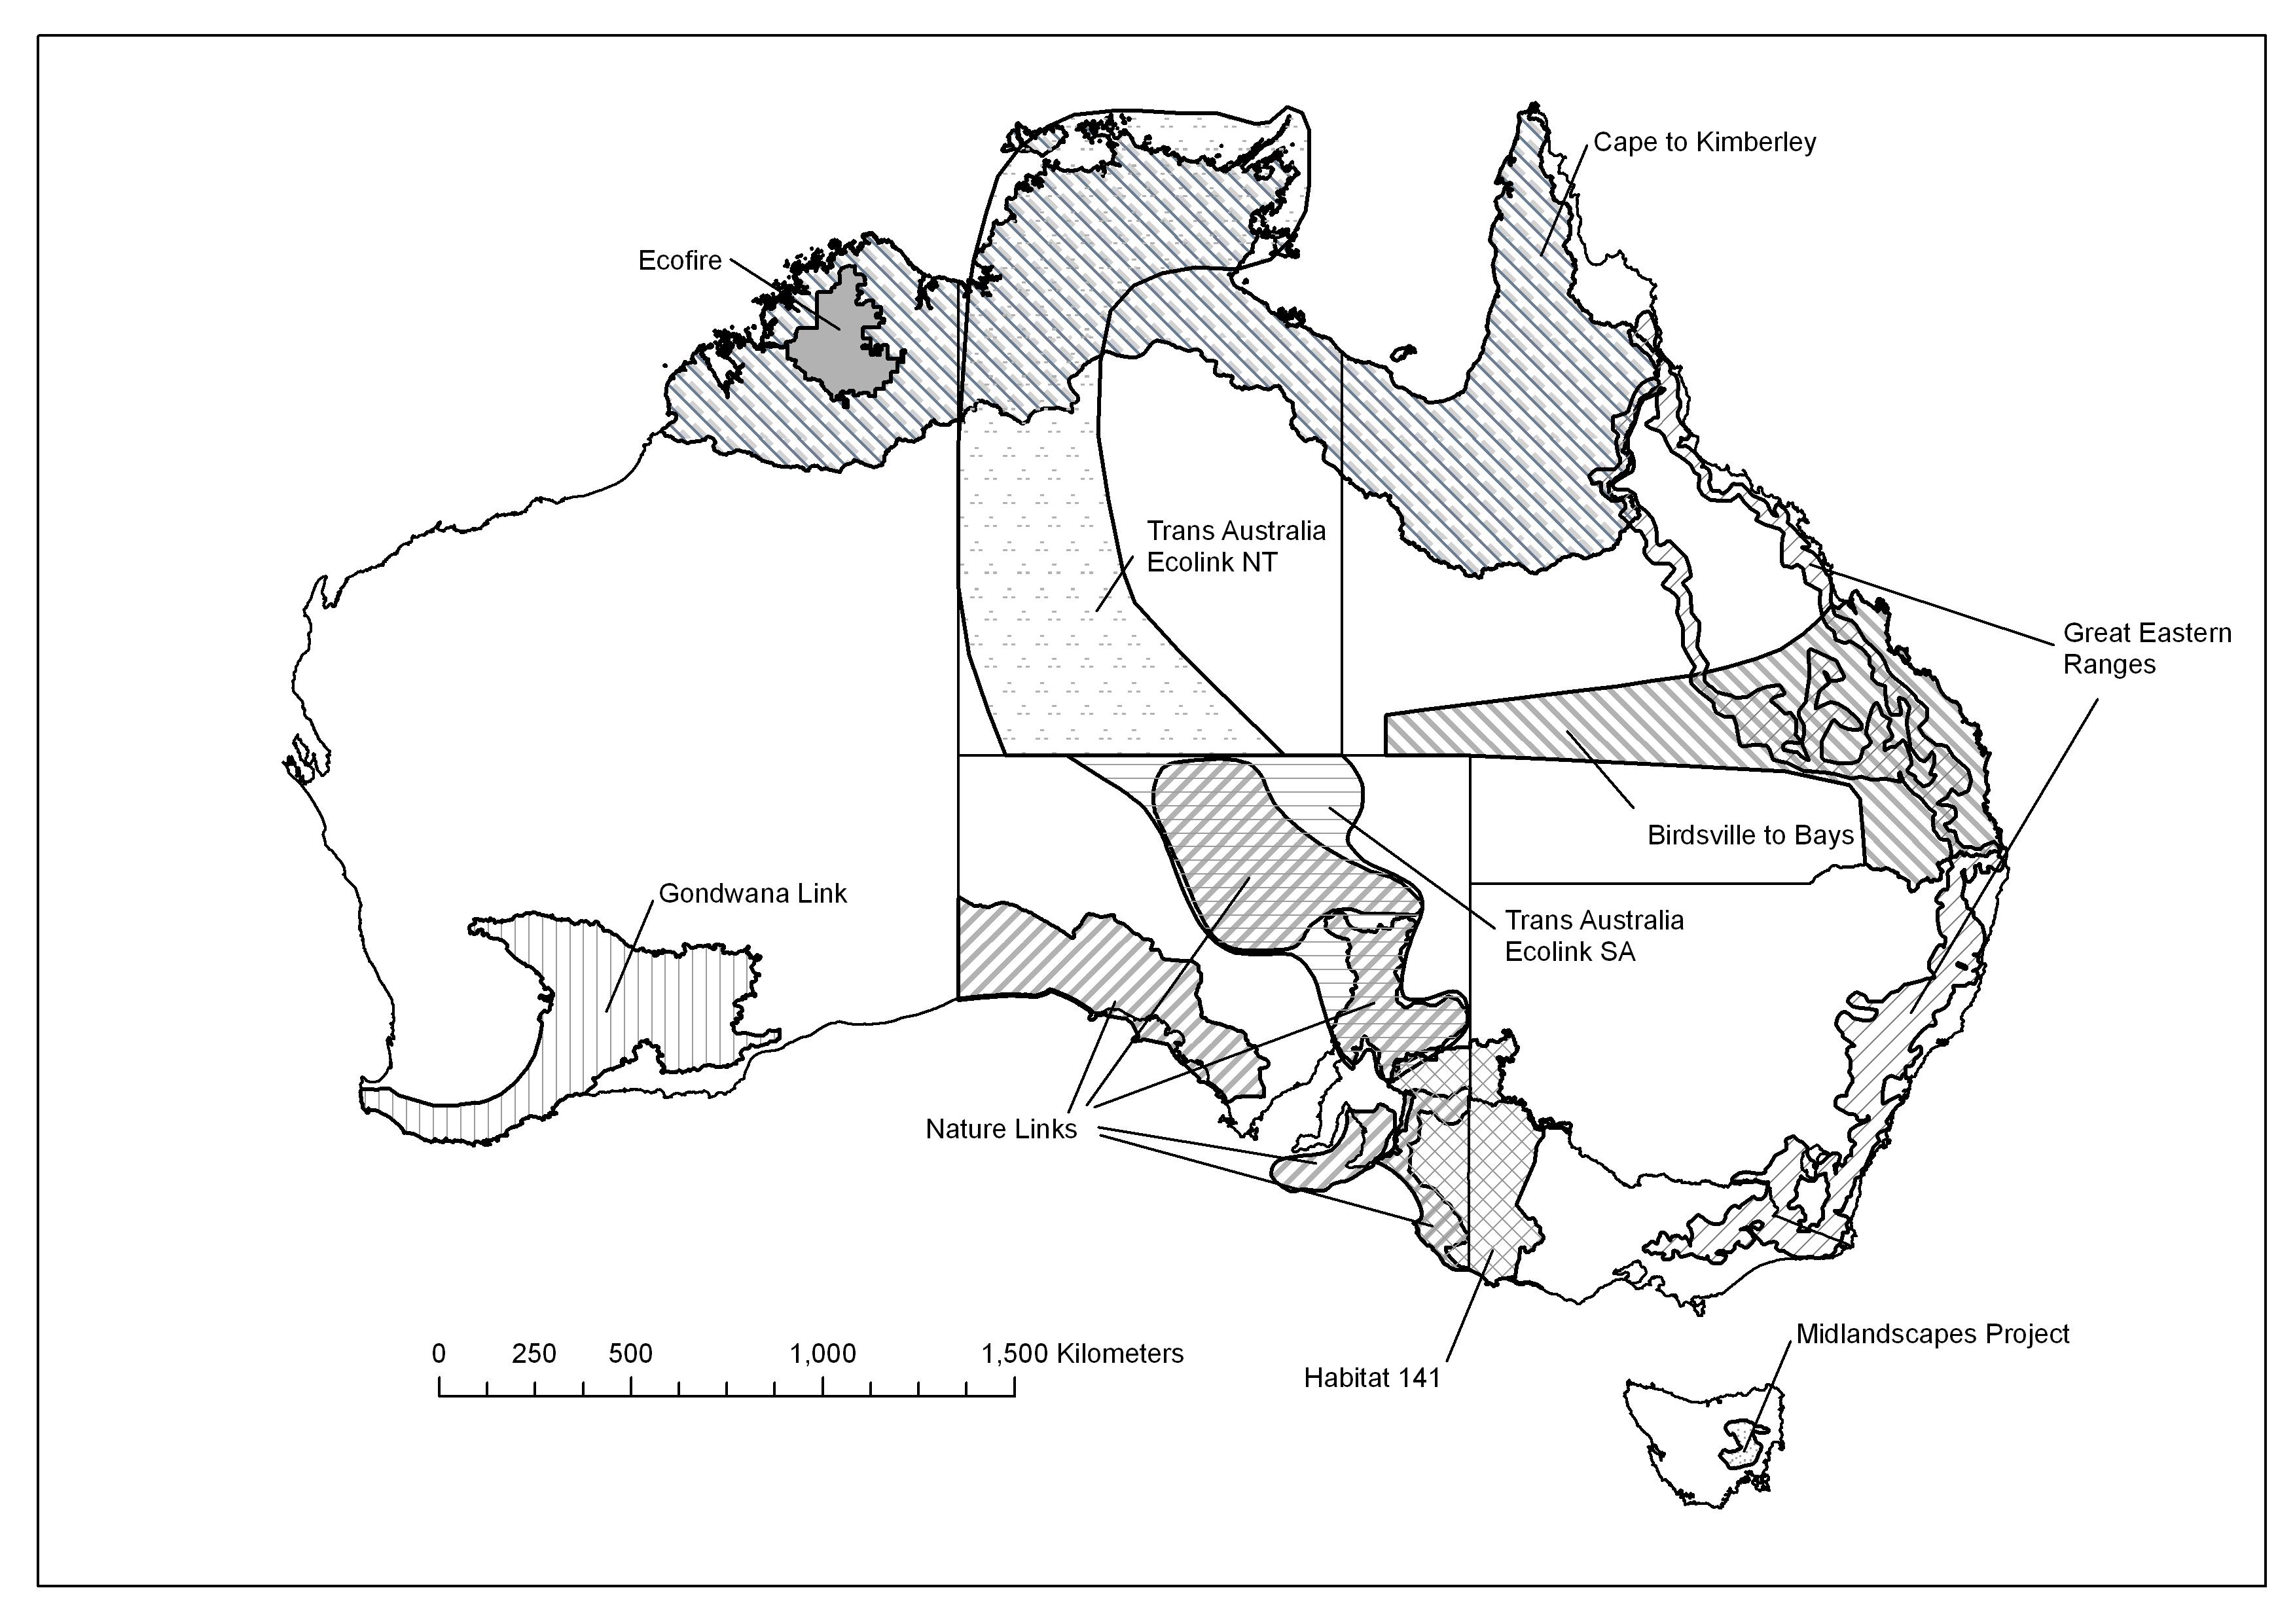 Cape to Kimberley
Ecofire
Trans Australia
Ecolink NT
Great Eastern
Ranges
Birdsville to Bays
Gondwana Link
Trans Australia
Ecolink SA
Nature Links
Midlandscapes Project
0 250 500 1,000 1,500 Kilometers
Habitat 141